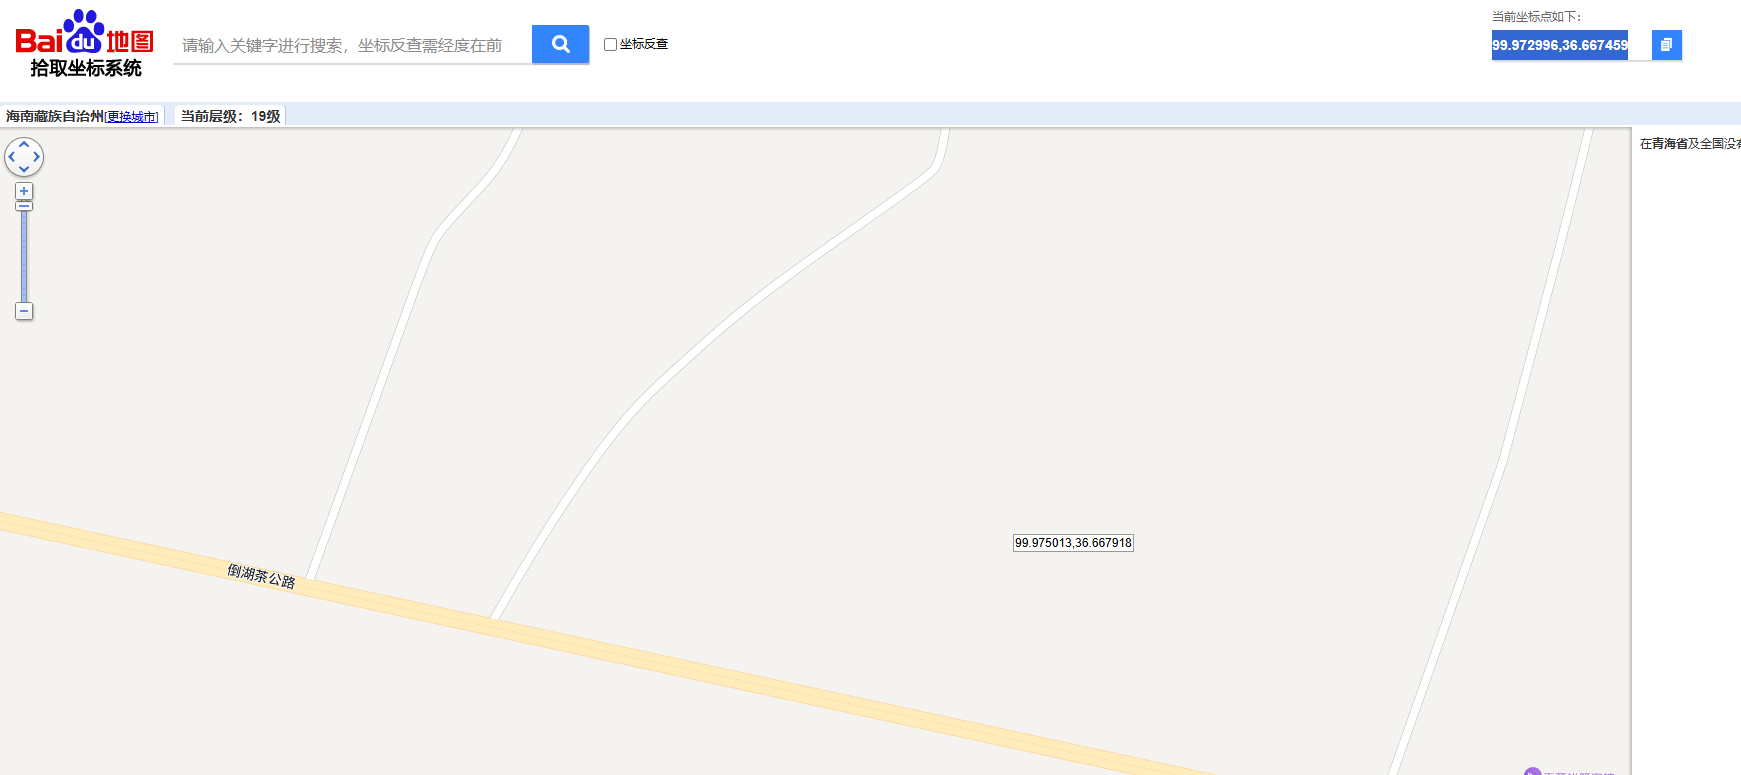 Bai du 地图
拾取坐标系统
请输入关键字进行搜索，坐标反查需经度在前
坐标反查
当前坐标点如下：
99.972996,36.667459
海南藏族自治州[更换城市]
当前层级：19级
在青海省及全国没有
99.975013,36.667918
倒湖茶公路